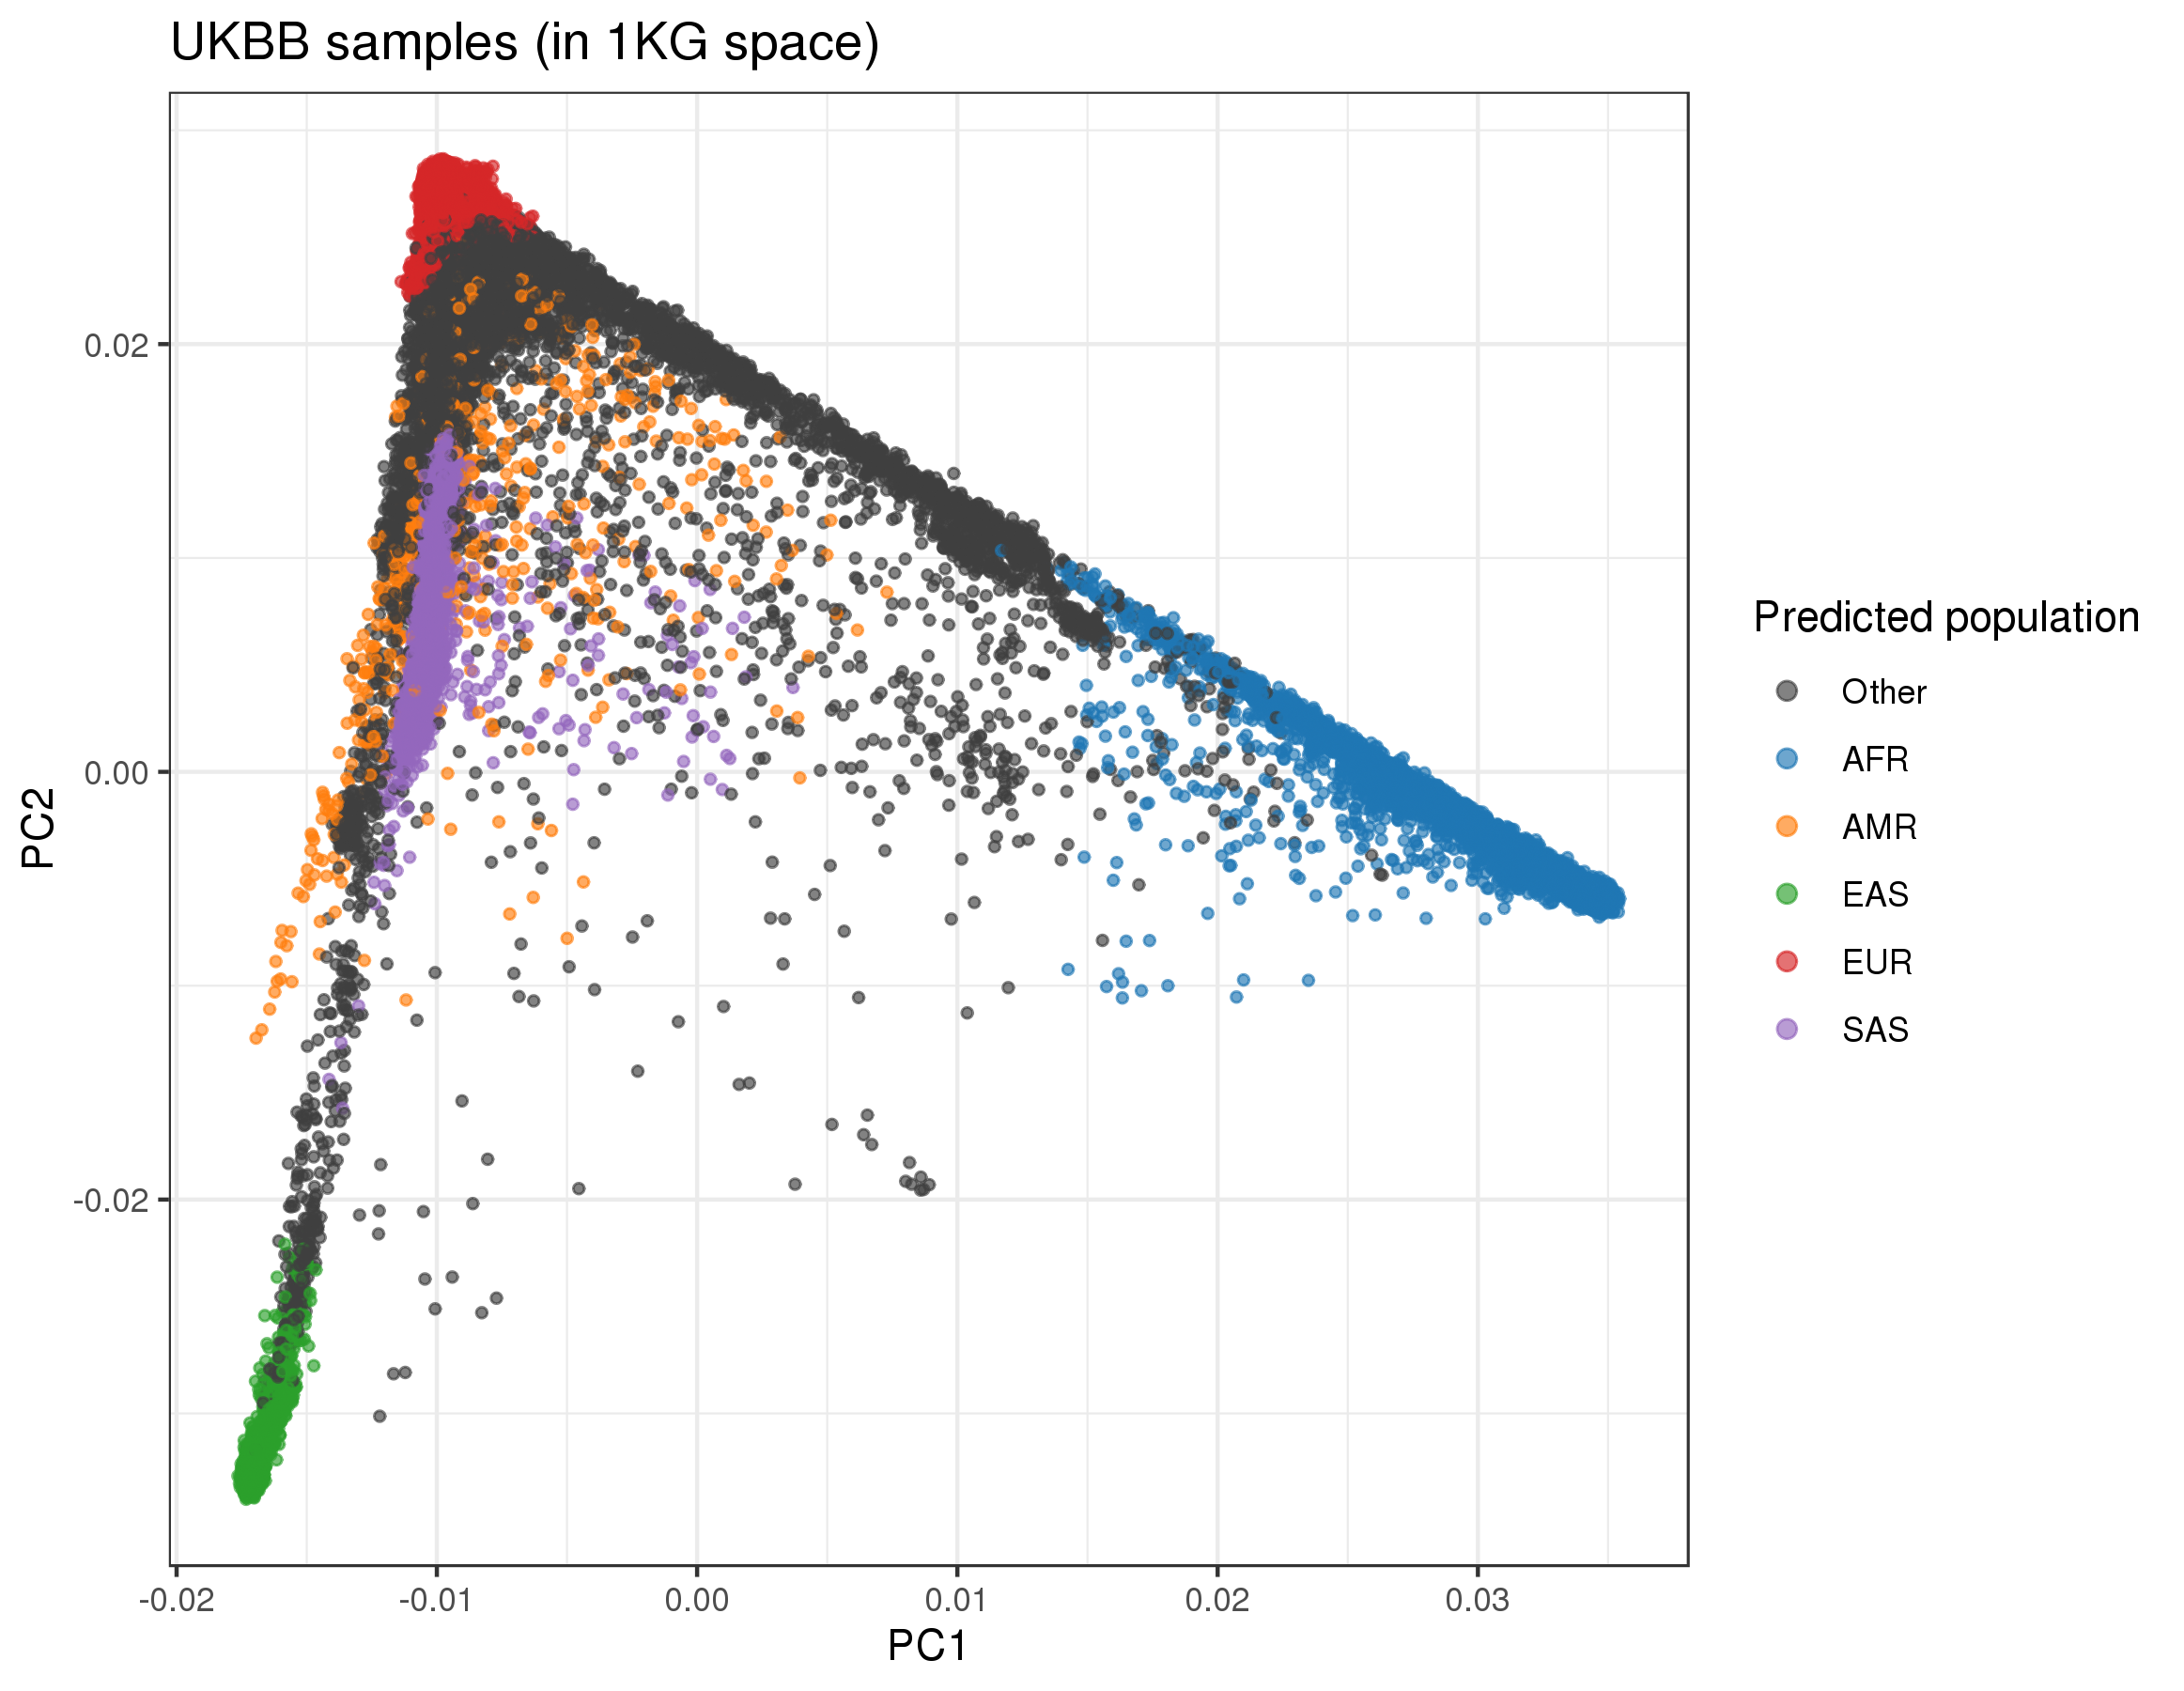 UKBB samples (in 1KG space)
PC2
0.02
0.00
-0.02
-0.02
-0.01
0.00
0.01
0.02
0.03
PC1
Predicted population
Other
AFR
AMR
EAS
EUR
SAS